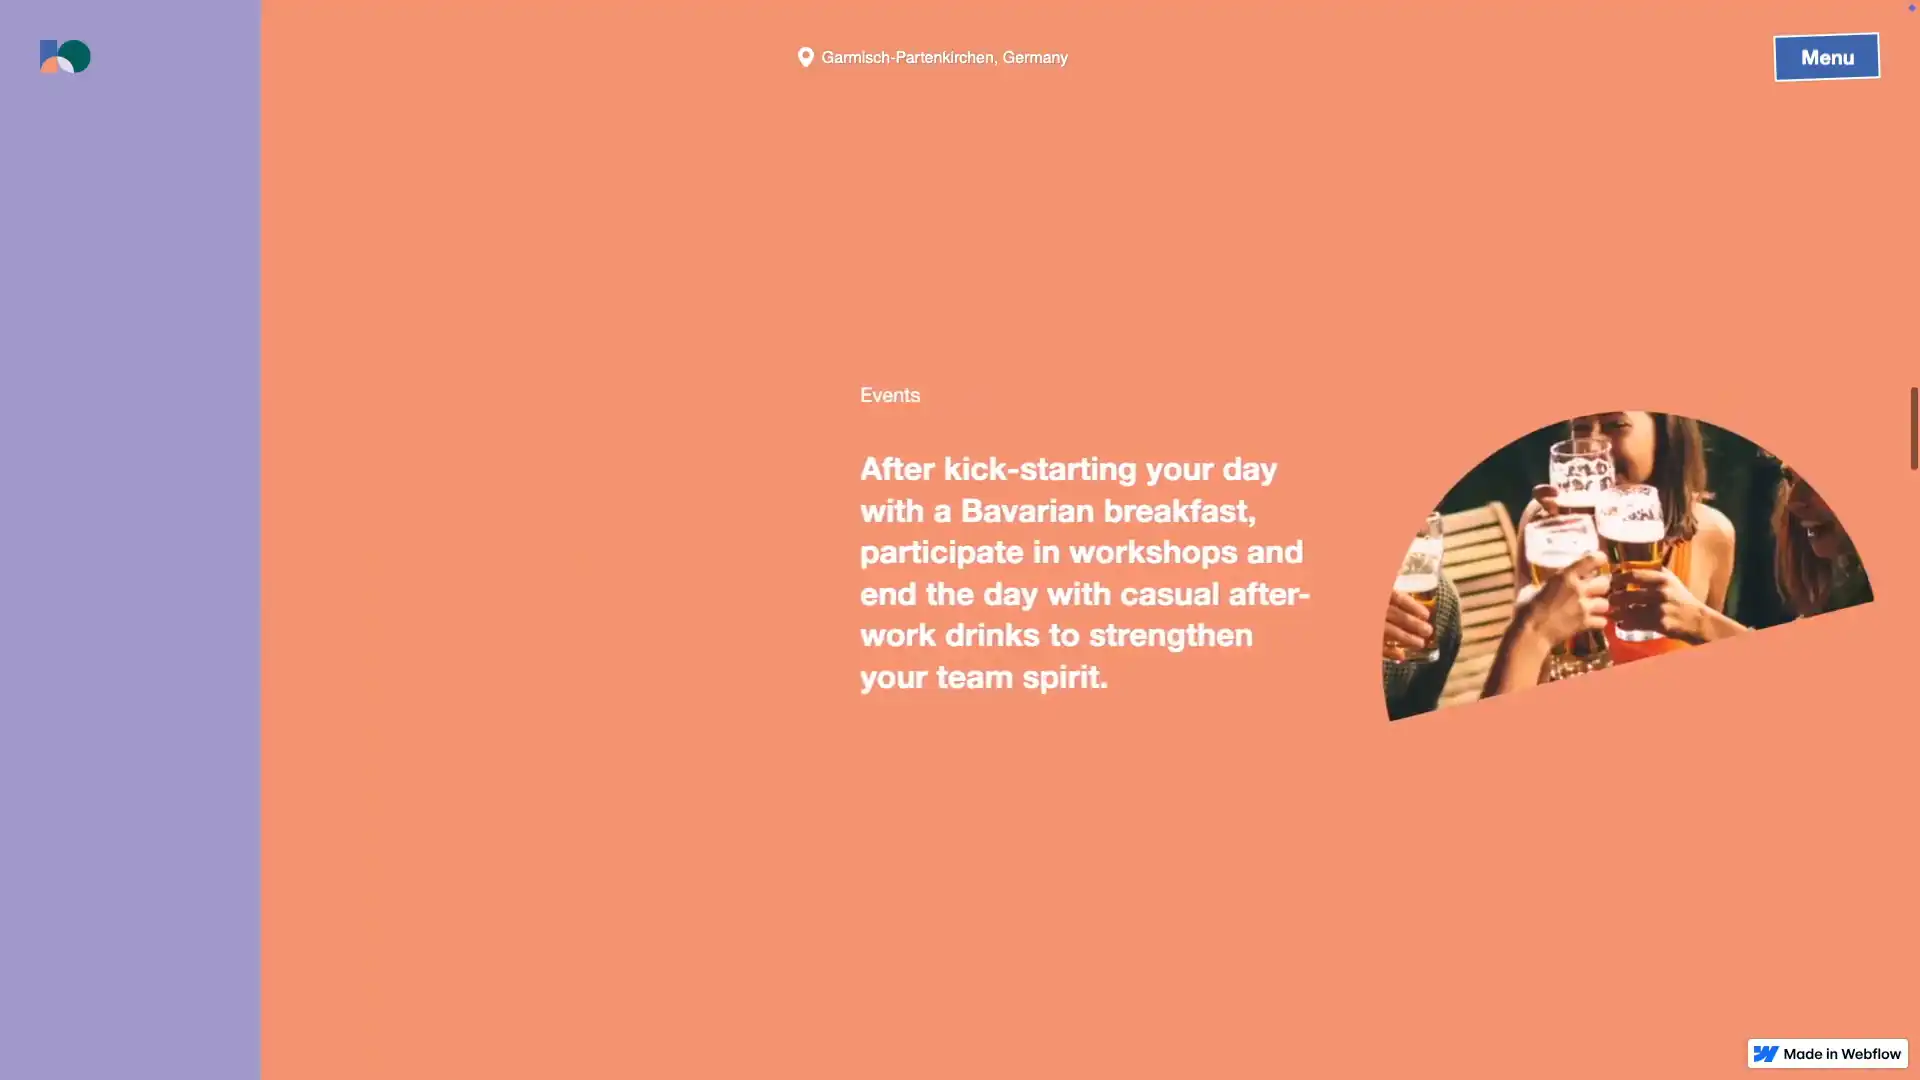 Garmisch-Partenkirchen, Germany
Menu
Events
After kick-starting your day
with a Bavarian breakfast,
participate in workshops and
end the day with casual after-
work drinks to strengthen
your team spirit.
Made in Webflow